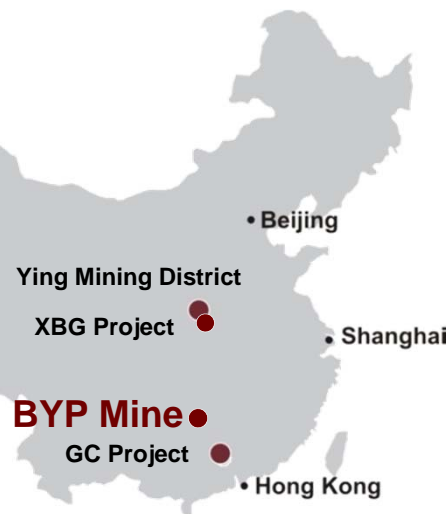 Beijing
Ying Mining District
XBG Project
Shanghai
BYP Mine
GC Project
Hong Kong